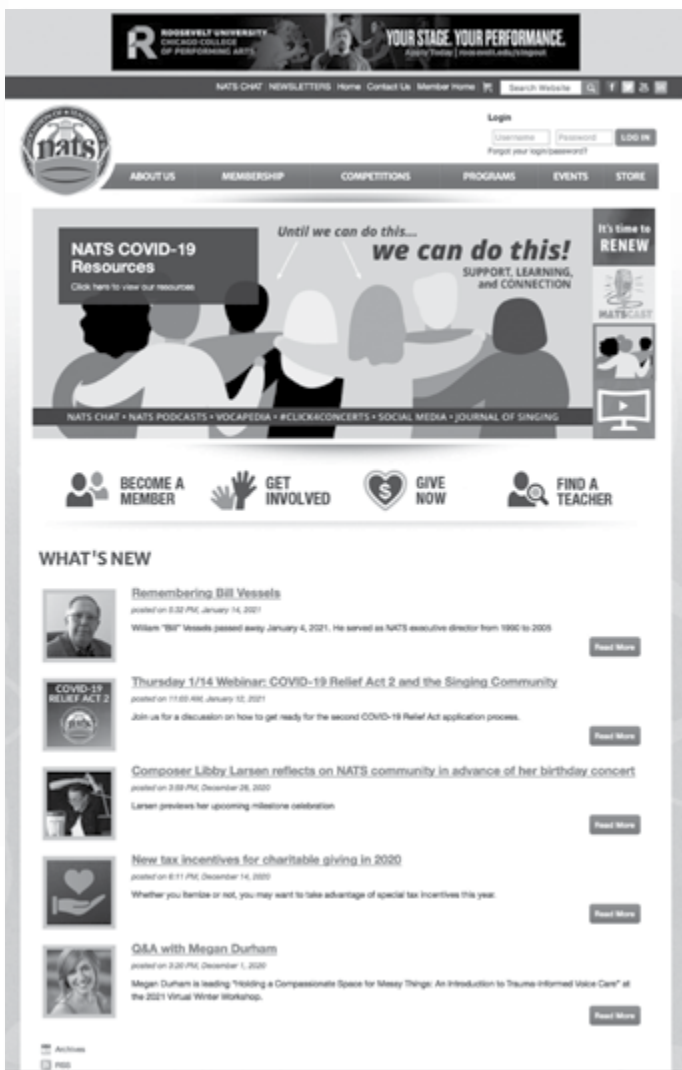 ROOSEVELT UNIVERSITY
CHICAGO COLLEGE
OF PERFORMING ARTS
YOUR STAGE. YOUR PERFORMANCE.
Apply Today | roosevelt.edu/singout
NATS CHAT NEWSLETTERS Home Contact Us Member Home Search Website
Login
nats
Username Password LOG IN
Forgot your login/password?
ABOUT US MEMBERSHIP COMPETITIONS PROGRAMS EVENTS STORE
NATS COVID-19
Resources
Click here to view our resources
Until we can do this...
we can do this!
SUPPORT, LEARNING,
and CONNECTION
It's time to
RENEW
NATSCAST
NATS CHAT • NATS PODCASTS • VOCAPEDIA • #CLICK4CONCERTS • SOCIAL MEDIA • JOURNAL OF SINGING
BECOME A
MEMBER
GET
INVOLVED
GIVE
NOW
FIND A
TEACHER
WHAT'S NEW
Remembering Bill Vessels
posted on 5:32 PM, January 14, 2021
William "Bill" Vessels passed away January 4, 2021. He served as NATS executive director from 1990 to 2005
Read More
COVID-19
RELIEF ACT 2
nats
Thursday 1/14 Webinar: COVID-19 Relief Act 2 and the Singing Community
posted on 11:03 AM, January 12, 2021
Join us for a discussion on how to get ready for the second COVID-19 Relief Act application process.
Read More
Composer Libby Larsen reflects on NATS community in advance of her birthday concert
posted on 3:58 PM, December 28, 2020
Larsen previews her upcoming milestone celebration
Read More
New tax incentives for charitable giving in 2020
posted on 6:11 PM, December 14, 2020
Whether you itemize or not, you may want to take advantage of special tax incentives this year.
Read More
Q&A with Megan Durham
posted on 3:20 PM, December 1, 2020
Megan Durham is leading "Holding a Compassionate Space for Messy Things: An Introduction to Trauma-Informed Voice Care" at
the 2021 Virtual Winter Workshop.
Read More
Archives
RSS